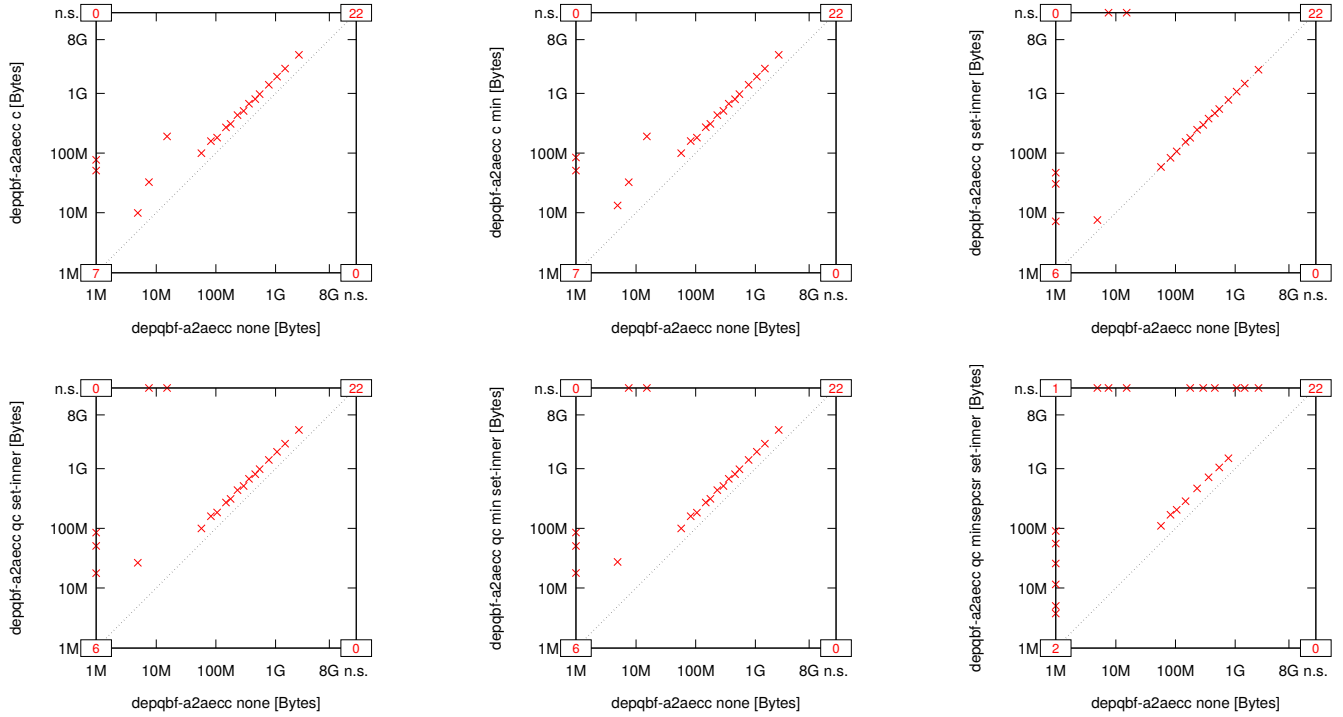 n.s. 0 22
8G
1G
100M
10M
1M 7 0
1M 10M 100M 1G 8G n.s.
depqbf-a2aecc c [Bytes]
depqbf-a2aecc none [Bytes]
n.s. 0 22
8G
1G
100M
10M
1M 7 0
1M 10M 100M 1G 8G n.s.
depqbf-a2aecc c min [Bytes]
depqbf-a2aecc none [Bytes]
n.s. 0 22
8G
1G
100M
10M
1M 6 0
1M 10M 100M 1G 8G n.s.
depqbf-a2aecc q set-inner [Bytes]
depqbf-a2aecc none [Bytes]
n.s. 0 22
8G
1G
100M
10M
1M 6 0
1M 10M 100M 1G 8G n.s.
depqbf-a2aecc qc set-inner [Bytes]
depqbf-a2aecc none [Bytes]
n.s. 0 22
8G
1G
100M
10M
1M 6 0
1M 10M 100M 1G 8G n.s.
depqbf-a2aecc qc min set-inner [Bytes]
depqbf-a2aecc none [Bytes]
n.s. 1 22
8G
1G
100M
10M
1M 2 0
1M 10M 100M 1G 8G n.s.
depqbf-a2aecc qc minsepcsr set-inner [Bytes]
depqbf-a2aecc none [Bytes]